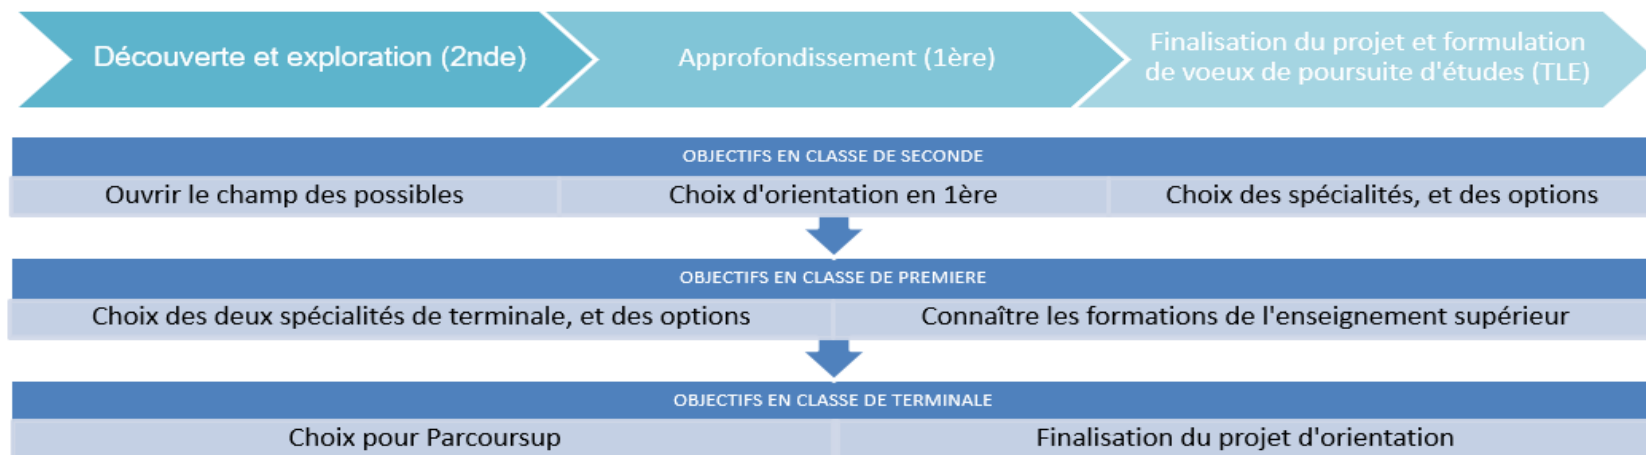 Découverte et exploration (2nde)
Approfondissement (1ère)
Finalisation du projet et formulation
de voeux de poursuite d'études (TLE)
OBJECTIFS EN CLASSE DE SECONDE
Ouvrir le champ des possibles
Choix d'orientation en 1ère
Choix des spécialités, et des options
OBJECTIFS EN CLASSE DE PREMIERE
Choix des deux spécialités de terminale, et des options
Connaître les formations de l'enseignement supérieur
OBJECTIFS EN CLASSE DE TERMINALE
Choix pour Parcoursup
Finalisation du projet d'orientation